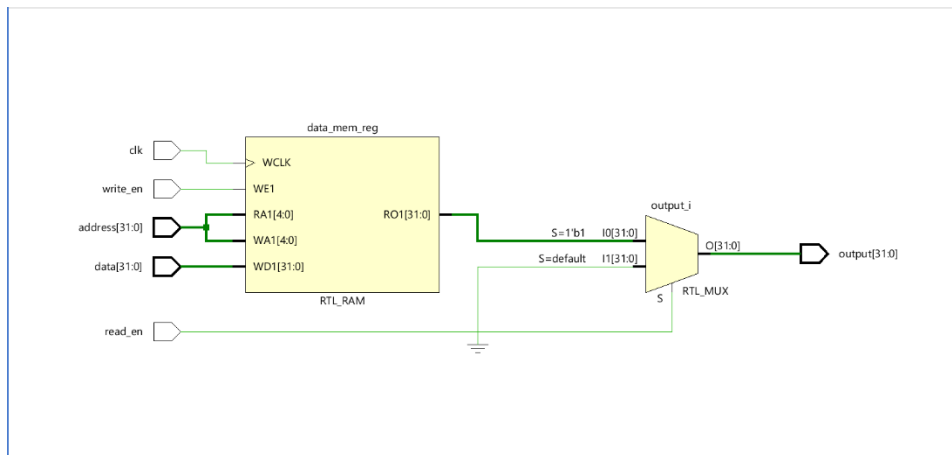 data_mem_reg
clk
WCLK
write_en
WE1
address[31:0]
RA1[4:0]
RO1[31:0]
WA1[4:0]
data[31:0]
WD1[31:0]
RTL_RAM
read_en
output_i
S=1'b1 I0[31:0]
S=default I1[31:0]
O[31:0]
output[31:0]
S
RTL_MUX